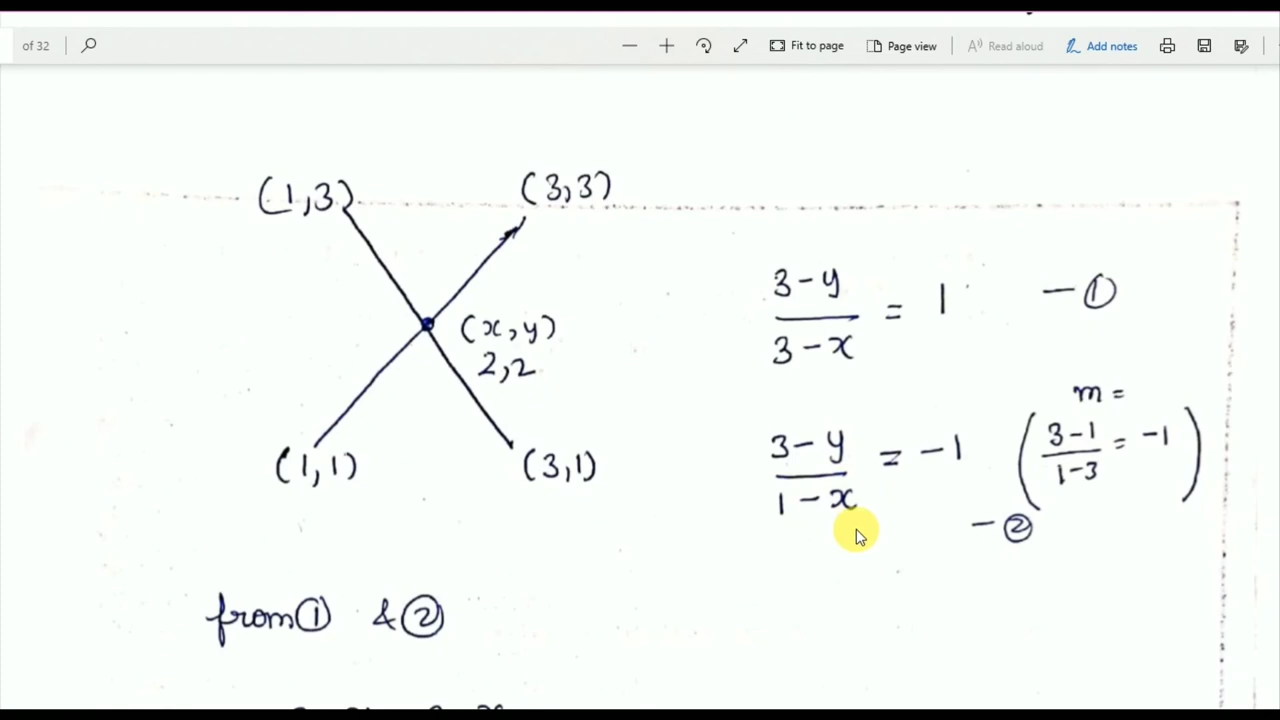 of 32 Fit to page Page view Read aloud Add notes
(1,3) (3,3)
3-y
3-x = 1 -①
(x,y)
2,2
m =
3-y
1-x = -1 (3-1
1-3 = -1)
(1,1) (3,1)
-②
from ① & ②